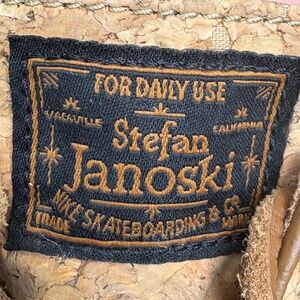 FOR DAILY USE
VACAVILLE CALIFORNIA
Stefan
Janoski
NIKE SKATEBOARDING & CO.
TRADE MARK